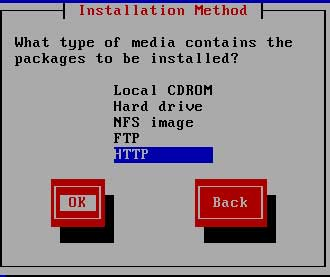 Installation Method
What type of media contains the
packages to be installed?
Local CDROM
Hard drive
NFS image
FTP
HTTP
OK Back